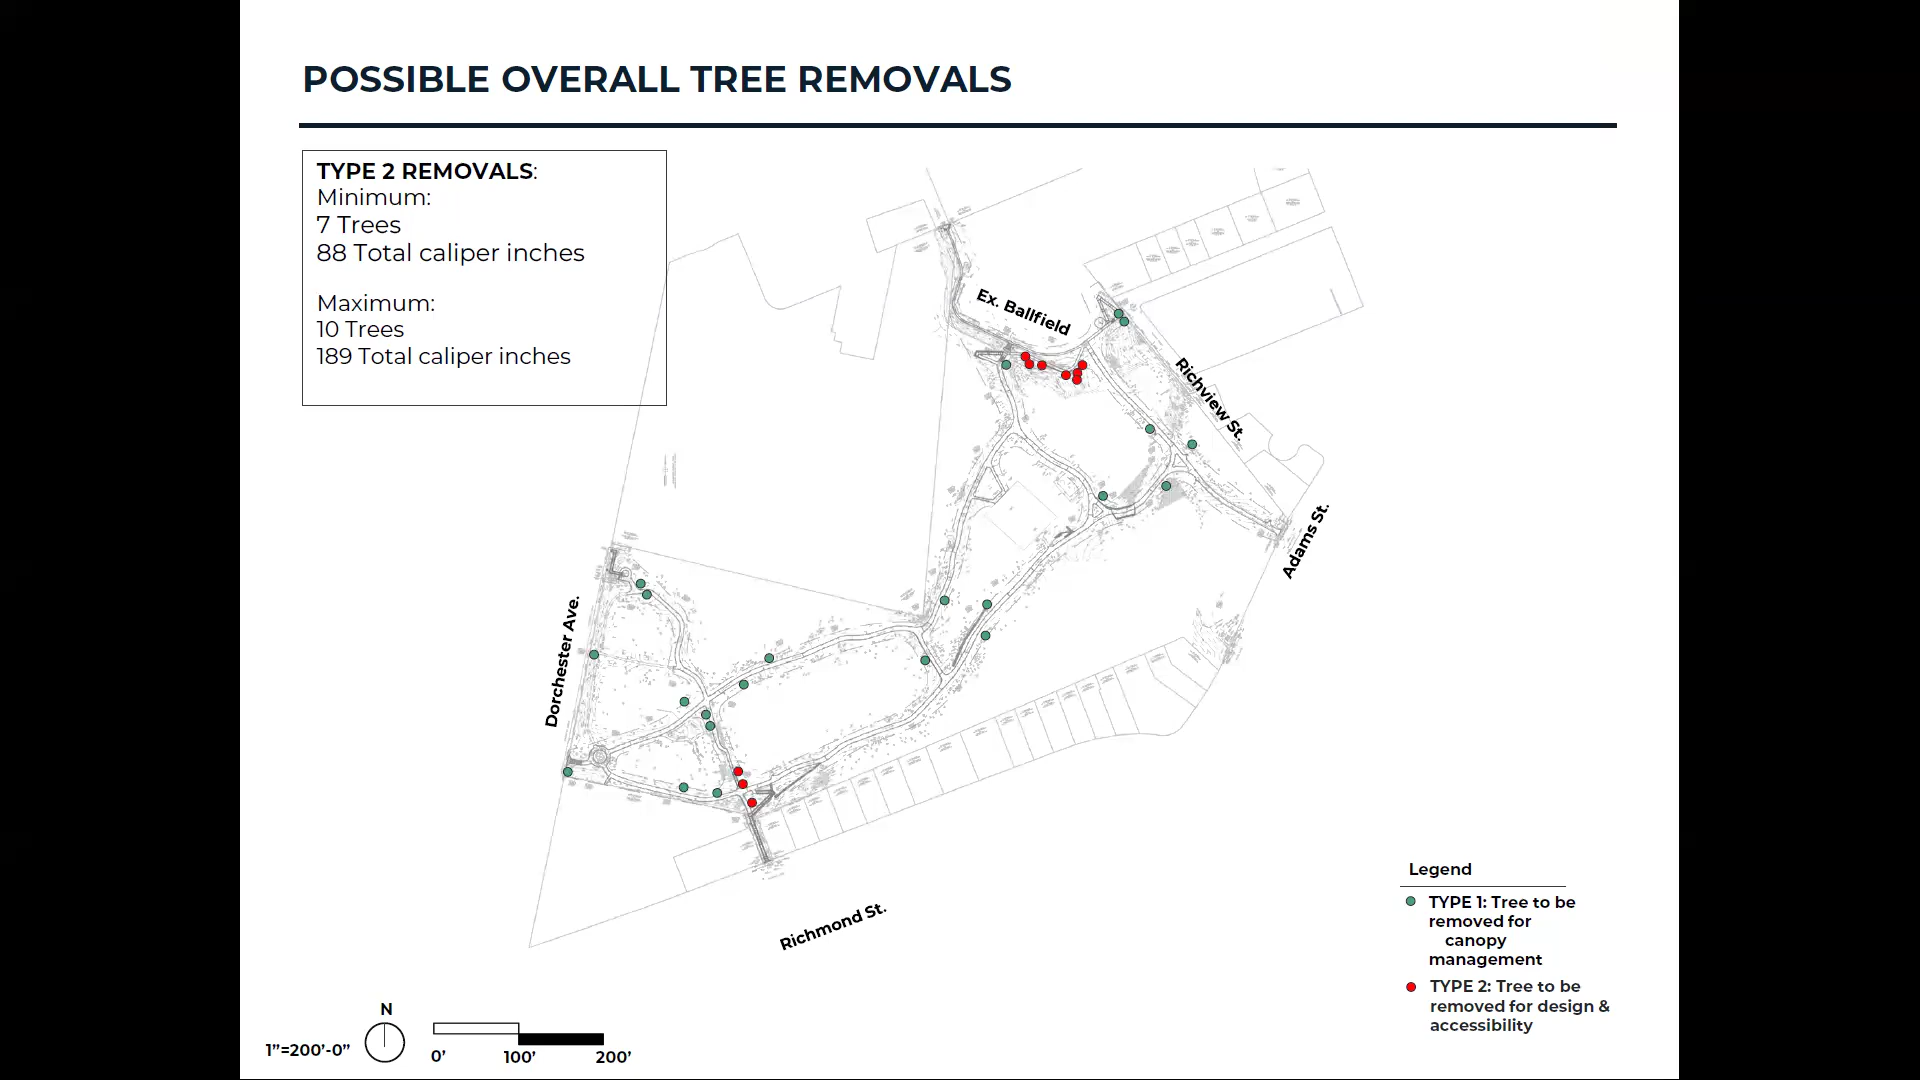 POSSIBLE OVERALL TREE REMOVALS
TYPE 2 REMOVALS:
Minimum:
7 Trees
88 Total caliper inches
Maximum:
10 Trees
189 Total caliper inches
Ex. Ballfield
Richview St.
Adams St.
Dorchester Ave.
Richmond St.
Legend
TYPE 1: Tree to be
removed for
canopy
management
TYPE 2: Tree to be
removed for design &
accessibility
N
1”=200’-0”
0’ 100’ 200’